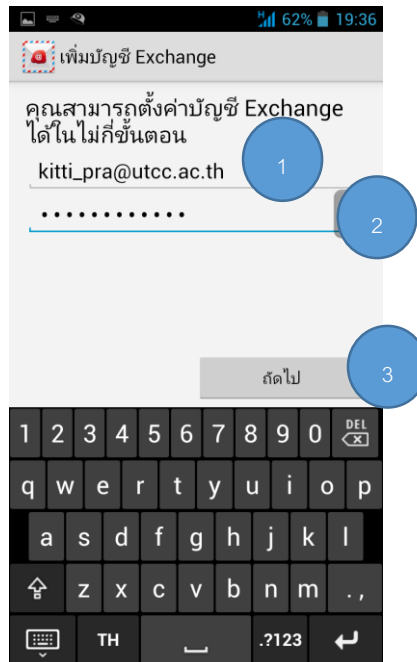 H 62% 19:36
เพิ่มบัญชี Exchange
คุณสามารถตั้งค่าบัญชี Exchange
ได้ในไม่กี่ขั้นตอน
kitti_pra@utcc.ac.th
1
••••••••••••
2
ถัดไป
3
1 2 3 4 5 6 7 8 9 0 DEL
q w e r t y u i o p
a s d f g h j k l
z x c v b n m . ,
TH .?123